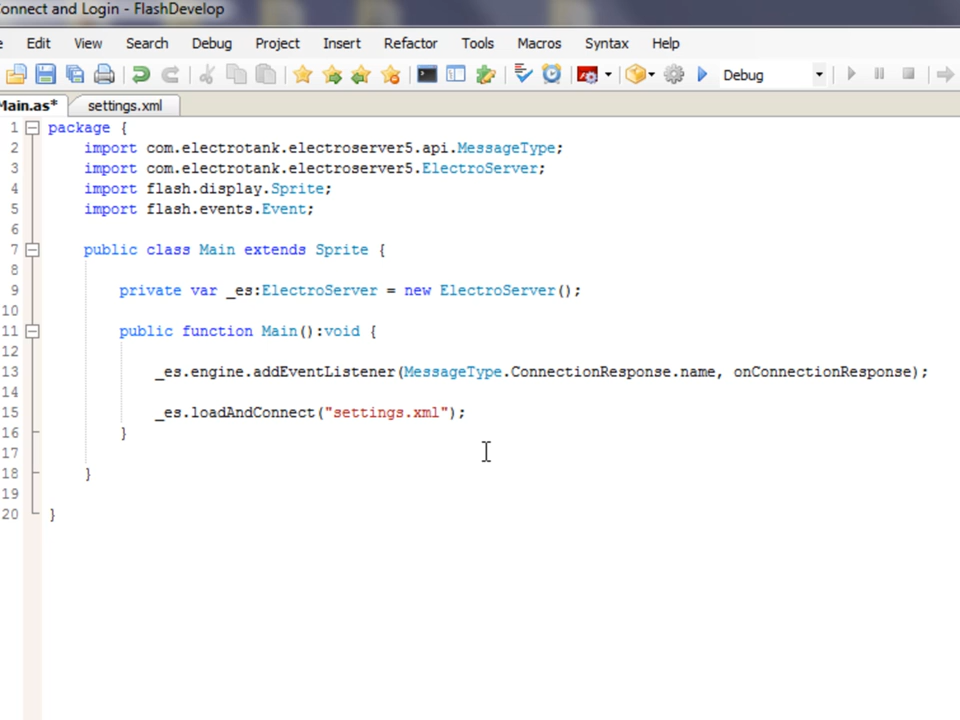 onnect and Login - FlashDevelop
e Edit View Search Debug Project Insert Refactor Tools Macros Syntax Help
Debug
Main.as* settings.xml
1 package {
2 import com.electrotank.electroserver5.api.MessageType;
3 import com.electrotank.electroserver5.ElectroServer;
4 import flash.display.Sprite;
5 import flash.events.Event;
6
7 public class Main extends Sprite {
8
9 private var _es:ElectroServer = new ElectroServer();
10
11 public function Main():void {
12
13 _es.engine.addEventListener(MessageType.ConnectionResponse.name, onConnectionResponse);
14
15 _es.loadAndConnect("settings.xml");
16 }
17
18 }
19
20 }